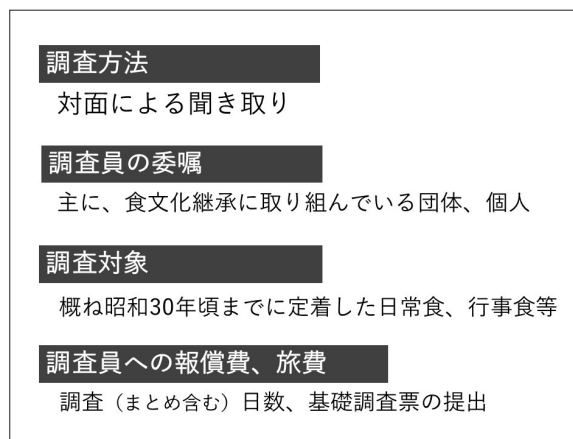 調査方法
対面による聞き取り
調査員の委嘱
主に、食文化継承に取り組んでいる団体、個人
調査対象
概ね昭和30年頃までに定着した日常食、行事食等
調査員への報償費、旅費
調査（まとめ含む）日数、基礎調査票の提出